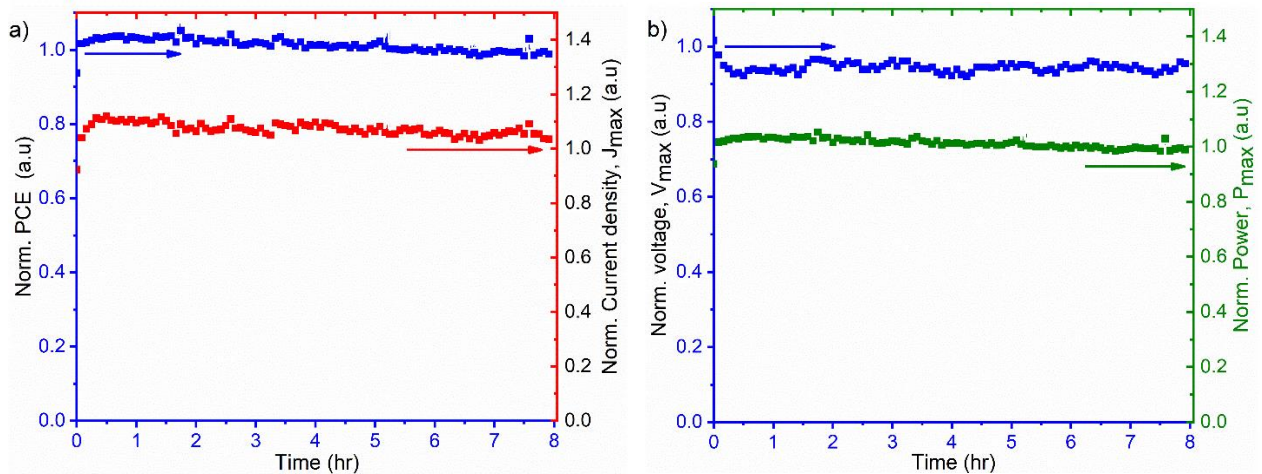 a)
1.0
0.8
0.6
0.4
0.2
0.0
Norm. PCE (a.u)
0 1 2 3 4 5 6 7 8
Time (hr)
1.4
1.2
1.0
0.8
0.6
0.4
0.2
0.0
Norm. Current density, Jmax (a.u)
b)
1.0
0.8
0.6
0.4
0.2
0.0
Norm. voltage, Vmax (a.u)
0 1 2 3 4 5 6 7 8
Time (hr)
1.4
1.2
1.0
0.8
0.6
0.4
0.2
0.0
Norm. Power, Pmax (a.u)